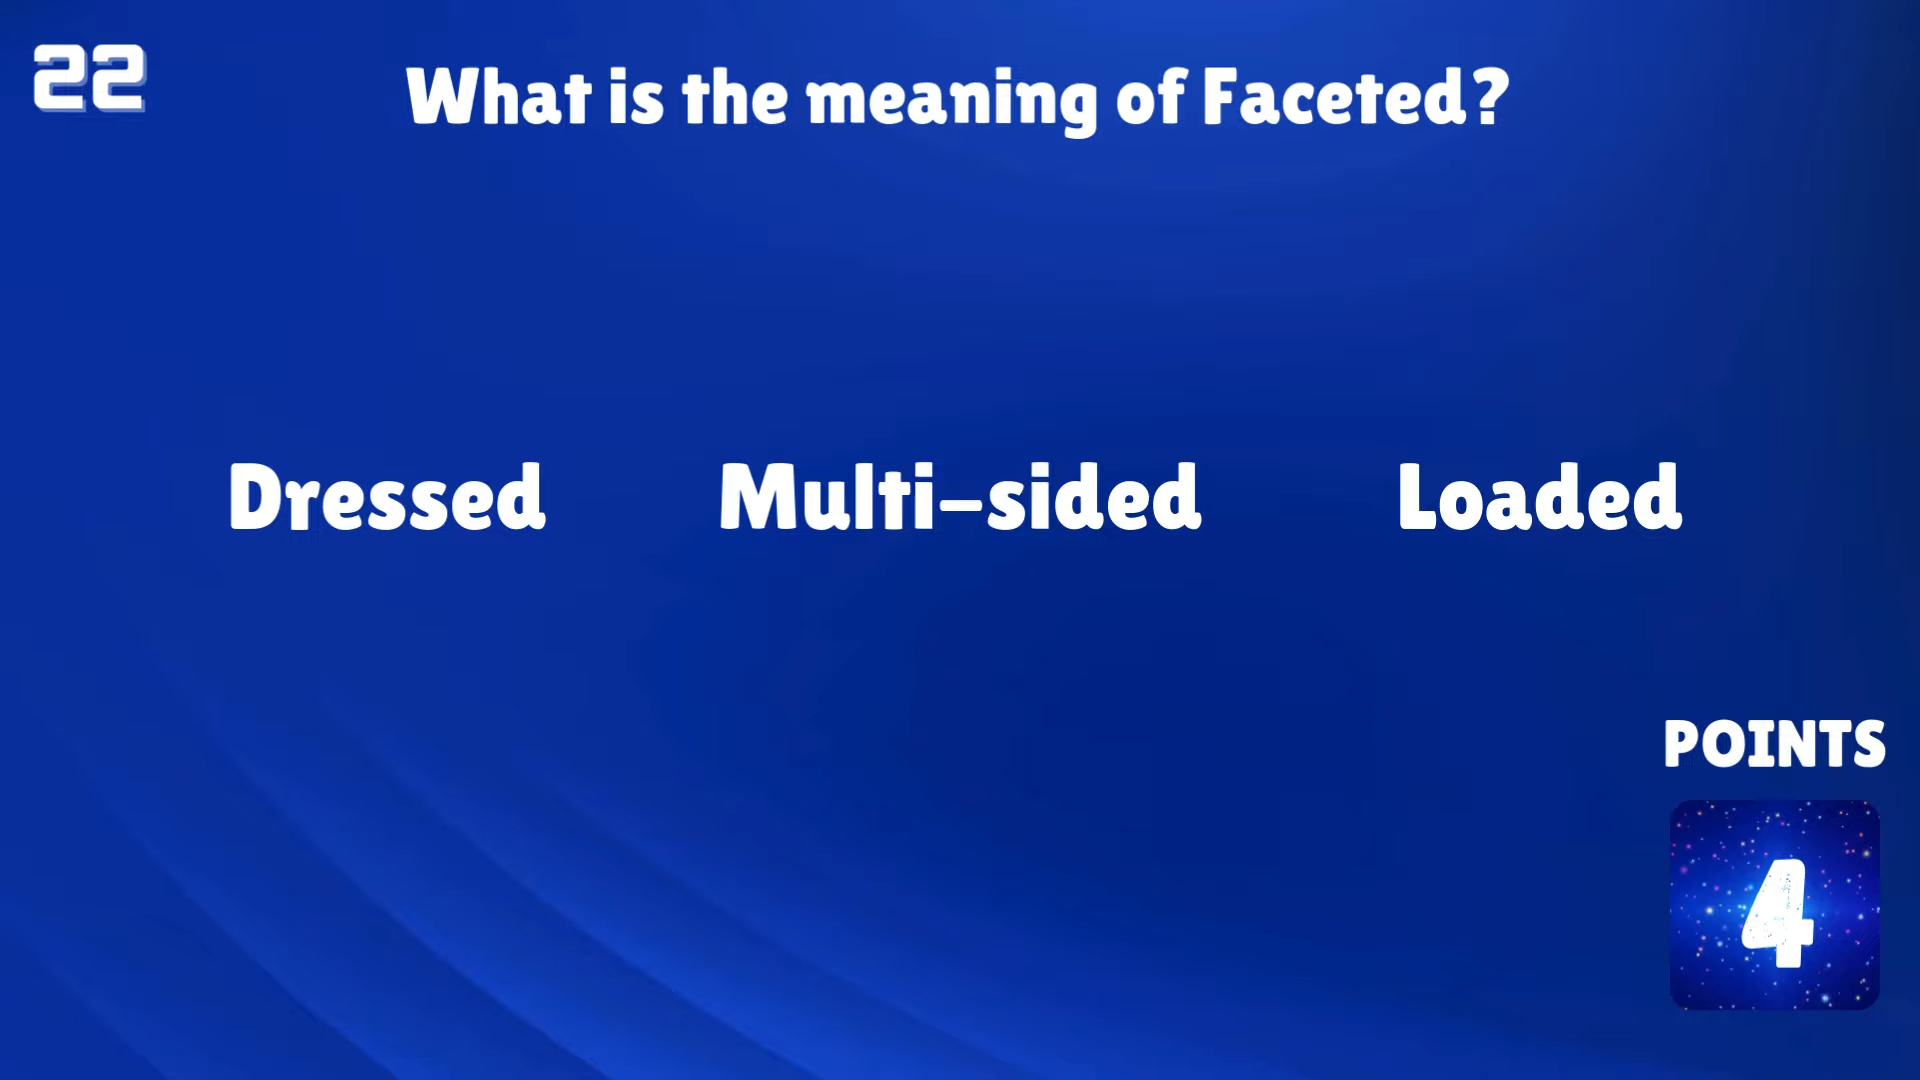 22
What is the meaning of Faceted?
Dressed
Multi-sided
Loaded
POINTS
4